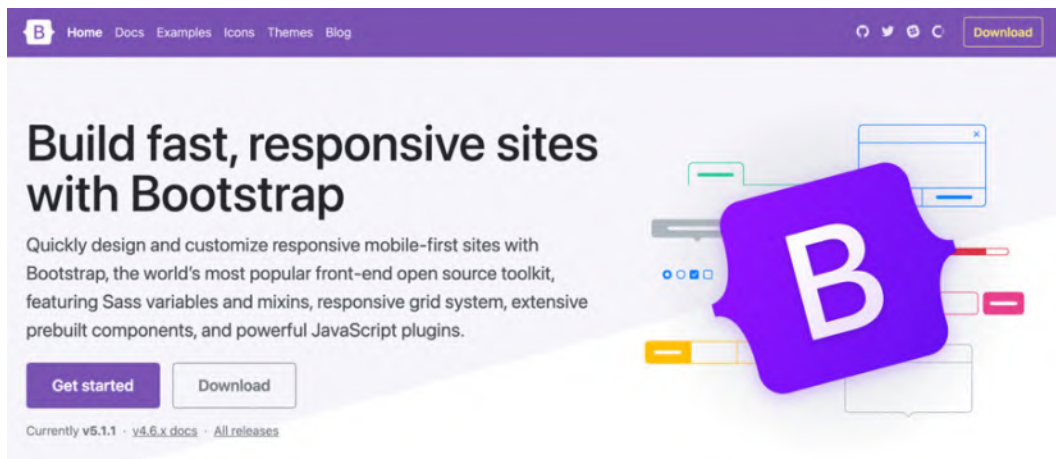 B Home Docs Examples Icons Themes Blog Download
Build fast, responsive sites
with Bootstrap
Quickly design and customize responsive mobile-first sites with
Bootstrap, the world's most popular front-end open source toolkit,
featuring Sass variables and mixins, responsive grid system, extensive
prebuilt components, and powerful JavaScript plugins.
B
Get started Download
Currently v5.1.1 · v4.6.x docs · All releases